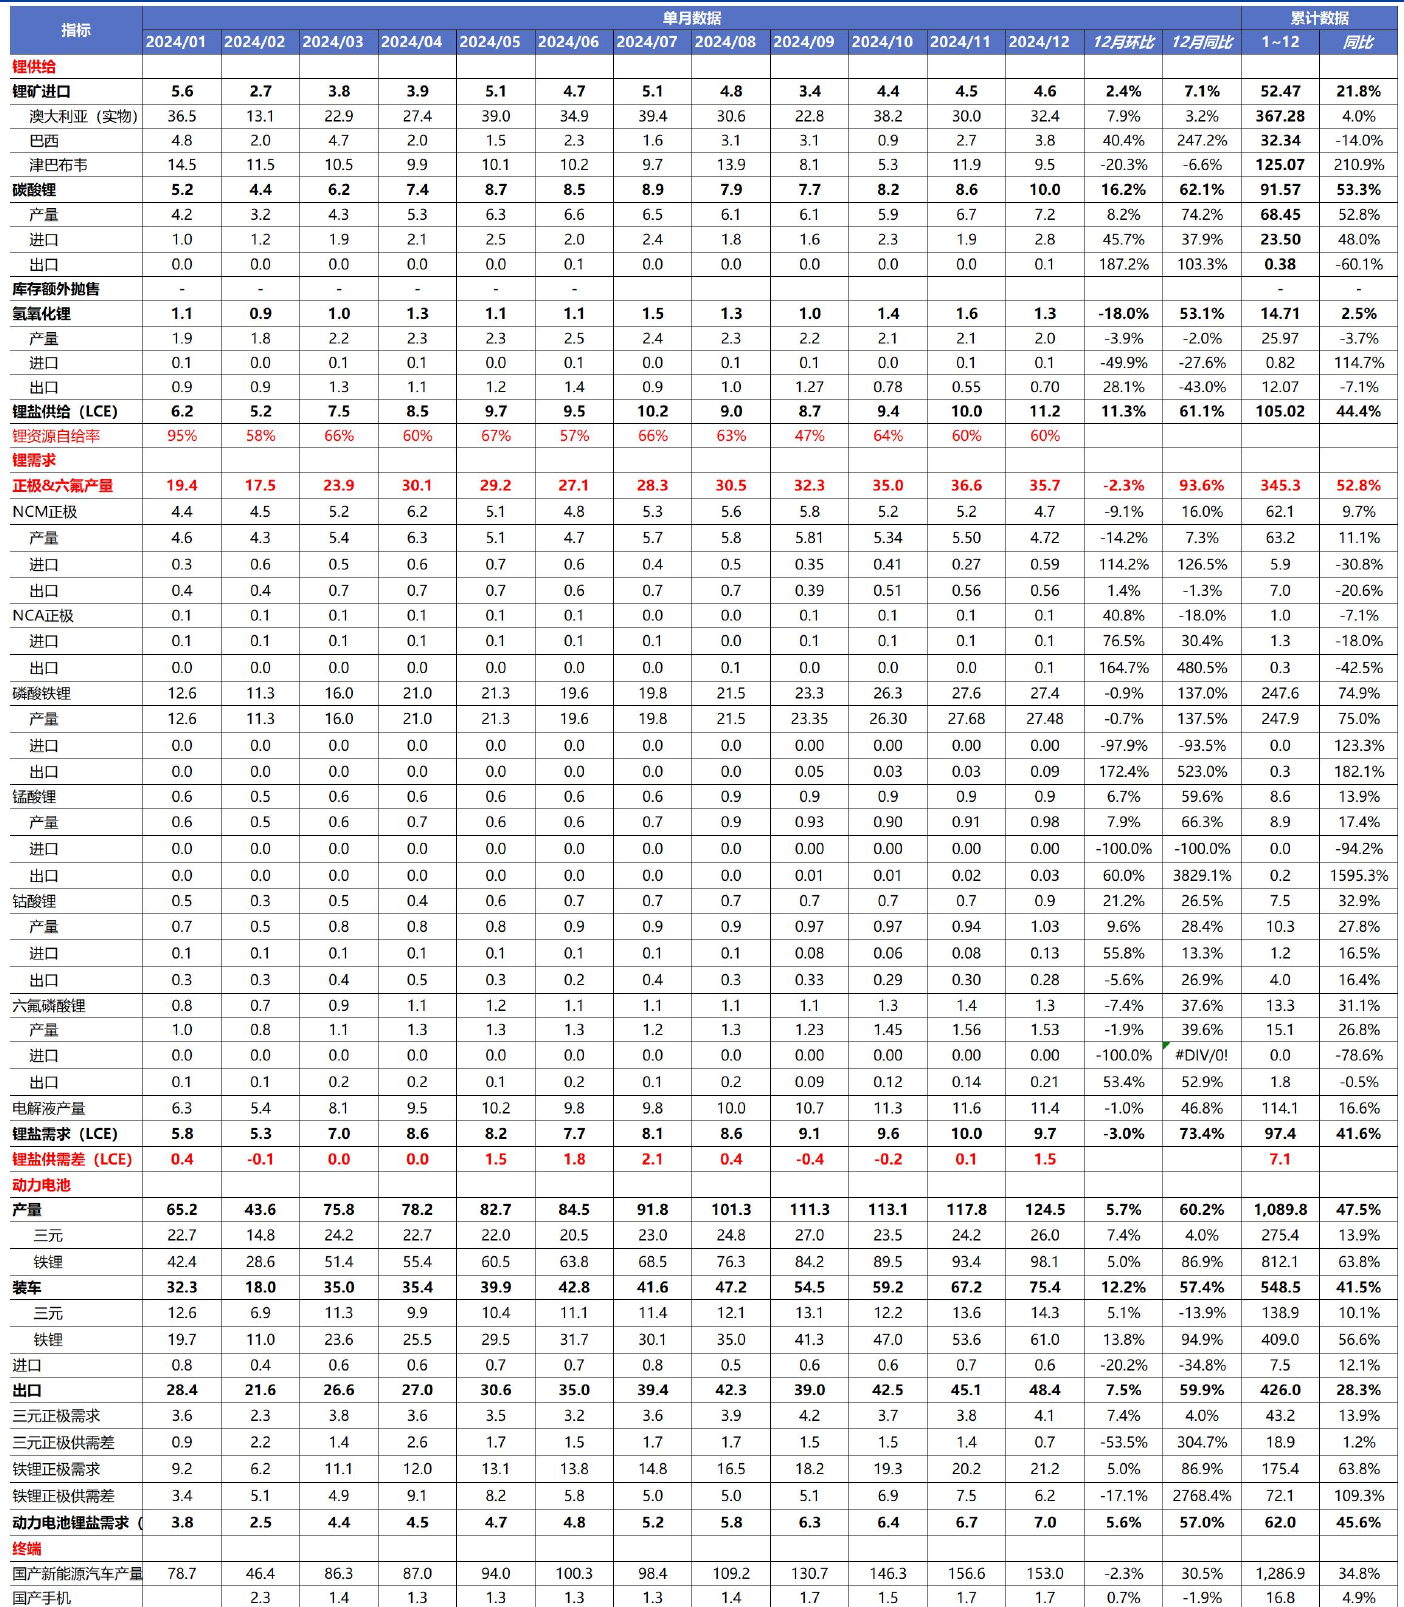 指标 单月数据 累计数据
2024/01 2024/02 2024/03 2024/04 2024/05 2024/06 2024/07 2024/08 2024/09 2024/10 2024/11 2024/12 12月环比 12月同比 1~12 同比
锂供给
锂矿进口 5.6 2.7 3.8 3.9 5.1 4.7 5.1 4.8 3.4 4.4 4.5 4.6 2.4% 7.1% 52.47 21.8%
澳大利亚（实物） 36.5 13.1 22.9 27.4 39.0 34.9 39.4 30.6 22.8 38.2 30.0 32.4 7.9% 3.2% 367.28 4.0%
巴西 4.8 2.0 4.7 2.0 1.5 2.3 1.6 3.1 3.1 0.9 2.7 3.8 40.4% 247.2% 32.34 -14.0%
津巴布韦 14.5 11.5 10.5 9.9 10.1 10.2 9.7 13.9 8.1 5.3 11.9 9.5 -20.3% -6.6% 125.07 210.9%
碳酸锂 5.2 4.4 6.2 7.4 8.7 8.5 8.9 7.9 7.7 8.2 8.6 10.0 16.2% 62.1% 91.57 53.3%
产量 4.2 3.2 4.3 5.3 6.3 6.6 6.5 6.1 6.1 5.9 6.7 7.2 8.2% 74.2% 68.45 52.8%
进口 1.0 1.2 1.9 2.1 2.5 2.0 2.4 1.8 1.6 2.3 1.9 2.8 45.7% 37.9% 23.50 48.0%
出口 0.0 0.0 0.0 0.0 0.0 0.1 0.0 0.0 0.0 0.0 0.0 0.1 187.2% 103.3% 0.38 -60.1%
库存额外抛售 - - - - - - - -
氢氧化锂 1.1 0.9 1.0 1.3 1.1 1.1 1.5 1.3 1.0 1.4 1.6 1.3 -18.0% 53.1% 14.71 2.5%
产量 1.9 1.8 2.2 2.3 2.3 2.5 2.4 2.3 2.2 2.1 2.1 2.0 -3.9% -2.0% 25.97 -3.7%
进口 0.1 0.0 0.1 0.1 0.0 0.1 0.0 0.1 0.1 0.0 0.1 0.1 -49.9% -27.6% 0.82 114.7%
出口 0.9 0.9 1.3 1.1 1.2 1.4 0.9 1.0 1.27 0.78 0.55 0.70 28.1% -43.0% 12.07 -7.1%
锂盐供给（LCE） 6.2 5.2 7.5 8.5 9.7 9.5 10.2 9.0 8.7 9.4 10.0 11.2 11.3% 61.1% 105.02 44.4%
锂资源自给率 95% 58% 66% 60% 67% 57% 66% 63% 47% 64% 60% 60%
锂需求
正极&六氟产量 19.4 17.5 23.9 30.1 29.2 27.1 28.3 30.5 32.3 35.0 36.6 35.7 -2.3% 93.6% 345.3 52.8%
NCM正极 4.4 4.5 5.2 6.2 5.1 4.8 5.3 5.6 5.8 5.2 5.2 4.7 -9.1% 16.0% 62.1 9.7%
产量 4.6 4.3 5.4 6.3 5.1 4.7 5.7 5.8 5.81 5.34 5.50 4.72 -14.2% 7.3% 63.2 11.1%
进口 0.3 0.6 0.5 0.6 0.7 0.6 0.4 0.5 0.35 0.41 0.27 0.59 114.2% 126.5% 5.9 -30.8%
出口 0.4 0.4 0.7 0.7 0.7 0.6 0.7 0.7 0.39 0.51 0.56 0.56 1.4% -1.3% 7.0 -20.6%
NCA正极 0.1 0.1 0.1 0.1 0.1 0.1 0.0 0.0 0.1 0.1 0.1 0.1 40.8% -18.0% 1.0 -7.1%
进口 0.1 0.1 0.1 0.1 0.1 0.1 0.1 0.0 0.1 0.1 0.1 0.1 76.5% 30.4% 1.3 -18.0%
出口 0.0 0.0 0.0 0.0 0.0 0.0 0.0 0.1 0.0 0.0 0.0 0.1 164.7% 480.5% 0.3 -42.5%
磷酸铁锂 12.6 11.3 16.0 21.0 21.3 19.6 19.8 21.5 23.3 26.3 27.6 27.4 -0.9% 137.0% 247.6 74.9%
产量 12.6 11.3 16.0 21.0 21.3 19.6 19.8 21.5 23.35 26.30 27.68 27.48 -0.7% 137.5% 247.9 75.0%
进口 0.0 0.0 0.0 0.0 0.0 0.0 0.0 0.0 0.00 0.00 0.00 0.00 -97.9% -93.5% 0.0 123.3%
出口 0.0 0.0 0.0 0.0 0.0 0.0 0.0 0.0 0.05 0.03 0.03 0.09 172.4% 523.0% 0.3 182.1%
锰酸锂 0.6 0.5 0.6 0.6 0.6 0.6 0.6 0.9 0.9 0.9 0.9 0.9 6.7% 59.6% 8.6 13.9%
产量 0.6 0.5 0.6 0.7 0.6 0.6 0.7 0.9 0.93 0.90 0.91 0.98 7.9% 66.3% 8.9 17.4%
进口 0.0 0.0 0.0 0.0 0.0 0.0 0.0 0.0 0.00 0.00 0.00 0.00 -100.0% -100.0% 0.0 -94.2%
出口 0.0 0.0 0.0 0.0 0.0 0.0 0.0 0.0 0.01 0.01 0.02 0.03 60.0% 3829.1% 0.2 1595.3%
钴酸锂 0.5 0.3 0.5 0.4 0.6 0.7 0.7 0.7 0.7 0.7 0.7 0.9 21.2% 26.5% 7.5 32.9%
产量 0.7 0.5 0.8 0.8 0.8 0.9 0.9 0.9 0.97 0.97 0.94 1.03 9.6% 28.4% 10.3 27.8%
进口 0.1 0.1 0.1 0.1 0.1 0.1 0.1 0.1 0.08 0.06 0.08 0.13 55.8% 13.3% 1.2 16.5%
出口 0.3 0.3 0.4 0.5 0.3 0.2 0.4 0.3 0.33 0.29 0.30 0.28 -5.6% 26.9% 4.0 16.4%
六氟磷酸锂 0.8 0.7 0.9 1.1 1.2 1.1 1.1 1.1 1.1 1.3 1.4 1.3 -7.4% 37.6% 13.3 31.1%
产量 1.0 0.8 1.1 1.3 1.3 1.3 1.2 1.3 1.23 1.45 1.56 1.53 -1.9% 39.6% 15.1 26.8%
进口 0.0 0.0 0.0 0.0 0.0 0.0 0.0 0.0 0.00 0.00 0.00 0.00 -100.0% #DIV/0! 0.0 -78.6%
出口 0.1 0.1 0.2 0.2 0.1 0.2 0.1 0.2 0.09 0.12 0.14 0.21 53.4% 52.9% 1.8 -0.5%
电解液产量 6.3 5.4 8.1 9.5 10.2 9.8 9.8 10.0 10.7 11.3 11.6 11.4 -1.0% 46.8% 114.1 16.6%
锂盐需求（LCE） 5.8 5.3 7.0 8.6 8.2 7.7 8.1 8.6 9.1 9.6 10.0 9.7 -3.0% 73.4% 97.4 41.6%
锂盐供需差（LCE） 0.4 -0.1 0.0 0.0 1.5 1.8 2.1 0.4 -0.4 -0.2 0.1 1.5 7.1
动力电池
产量 65.2 43.6 75.8 78.2 82.7 84.5 91.8 101.3 111.3 113.1 117.8 124.5 5.7% 60.2% 1,089.8 47.5%
三元 22.7 14.8 24.2 22.7 22.0 20.5 23.0 24.8 27.0 23.5 24.2 26.0 7.4% 4.0% 275.4 13.9%
铁锂 42.4 28.6 51.4 55.4 60.5 63.8 68.5 76.3 84.2 89.5 93.4 98.1 5.0% 86.9% 812.1 63.8%
装车 32.3 18.0 35.0 35.4 39.9 42.8 41.6 47.2 54.5 59.2 67.2 75.4 12.2% 57.4% 548.5 41.5%
三元 12.6 6.9 11.3 9.9 10.4 11.1 11.4 12.1 13.1 12.2 13.6 14.3 5.1% -13.9% 138.9 10.1%
铁锂 19.7 11.0 23.6 25.5 29.5 31.7 30.1 35.0 41.3 47.0 53.6 61.0 13.8% 94.9% 409.0 56.6%
进口 0.8 0.4 0.6 0.6 0.7 0.7 0.8 0.5 0.6 0.6 0.7 0.6 -20.2% -34.8% 7.5 12.1%
出口 28.4 21.6 26.6 27.0 30.6 35.0 39.4 42.3 39.0 42.5 45.1 48.4 7.5% 59.9% 426.0 28.3%
三元正极需求 3.6 2.3 3.8 3.6 3.5 3.2 3.6 3.9 4.2 3.7 3.8 4.1 7.4% 4.0% 43.2 13.9%
三元正极供需差 0.9 2.2 1.4 2.6 1.7 1.5 1.7 1.7 1.5 1.5 1.4 0.7 -53.5% 304.7% 18.9 1.2%
铁锂正极需求 9.2 6.2 11.1 12.0 13.1 13.8 14.8 16.5 18.2 19.3 20.2 21.2 5.0% 86.9% 175.4 63.8%
铁锂正极供需差 3.4 5.1 4.9 9.1 8.2 5.8 5.0 5.0 5.1 6.9 7.5 6.2 -17.1% 2768.4% 72.1 109.3%
动力电池锂盐需求（ 3.8 2.5 4.4 4.5 4.7 4.8 5.2 5.8 6.3 6.4 6.7 7.0 5.6% 57.0% 62.0 45.6%
终端
国产新能源汽车产量 78.7 46.4 86.3 87.0 94.0 100.3 98.4 109.2 130.7 146.3 156.6 153.0 -2.3% 30.5% 1,286.9 34.8%
国产手机 2.3 1.4 1.3 1.3 1.3 1.3 1.4 1.7 1.5 1.7 1.7 0.7% -1.9% 16.8 4.9%